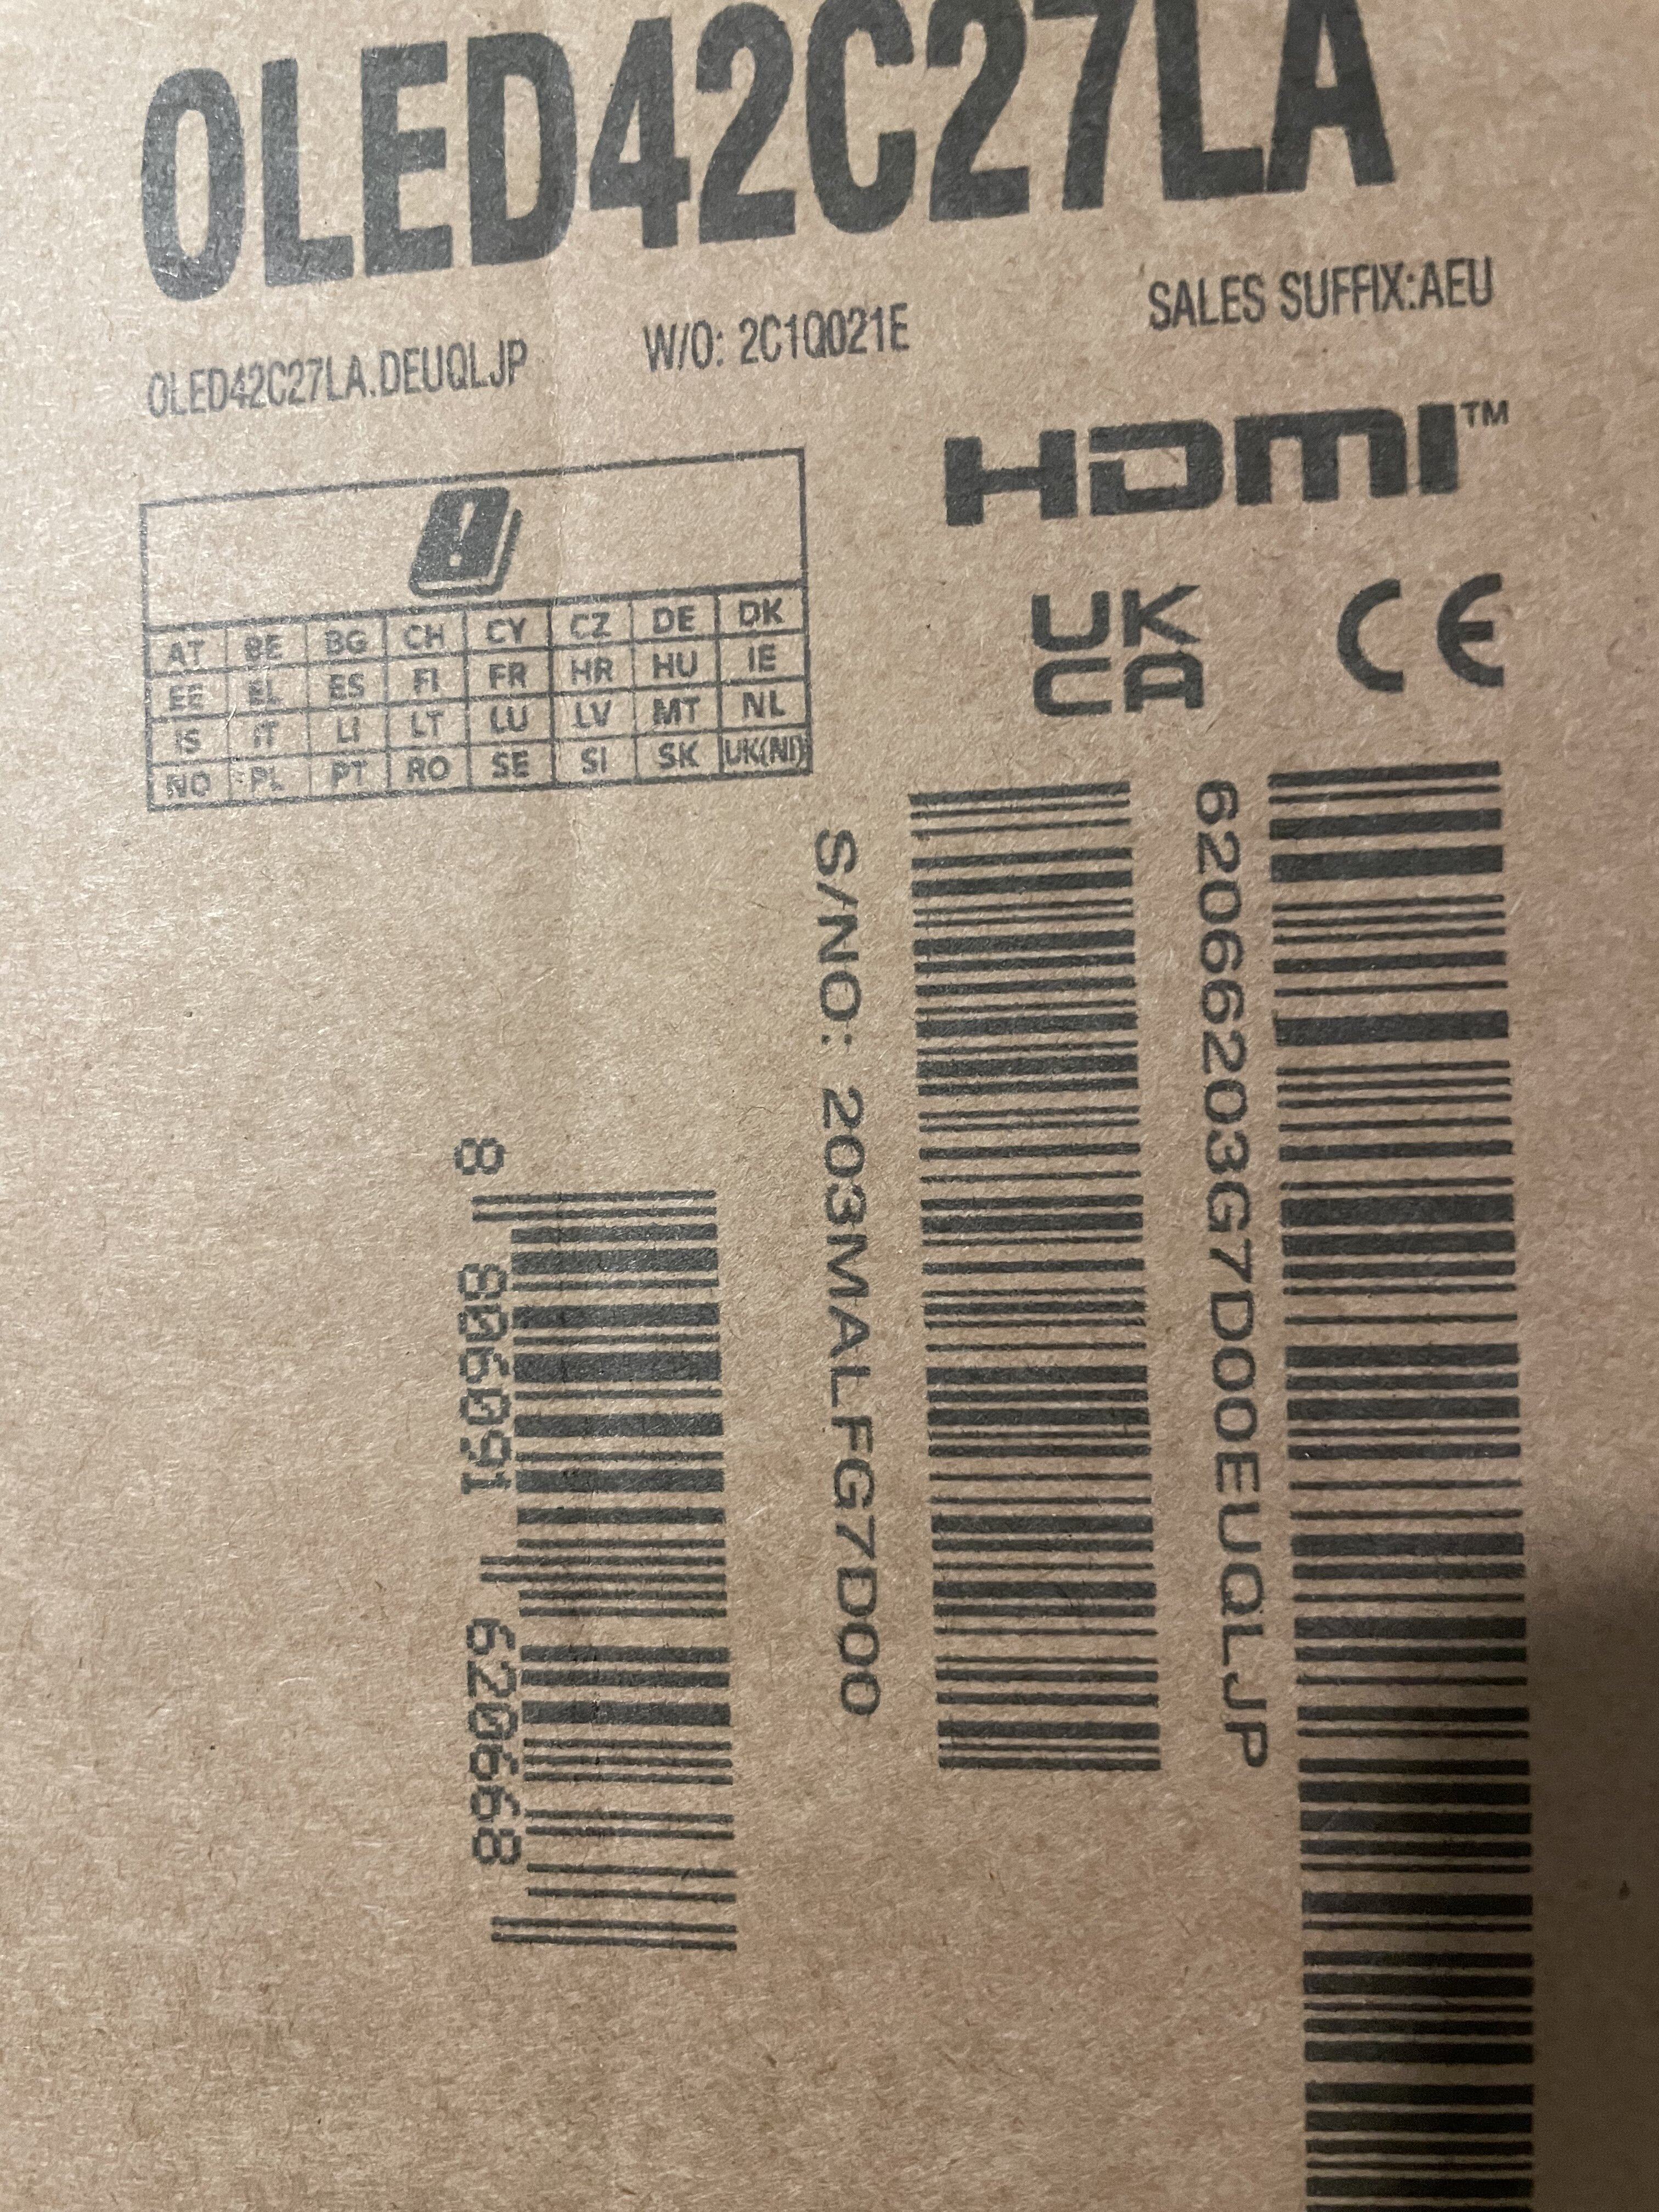 OLED42C27LA
OLED42C27LA.DEUQLJP W/O: 2C1Q021E SALES SUFFIX:AEU
HDMI™
AT BE BG CH CY CZ DE DK
EE EL ES FI FR HR HU IE
IS IT LI LT LU LV MT NL
NO PL PT RO SE SI SK UK(NI)
UK
CA
CE
62066203G7D00EUQLJP
S/NO: 203MALFG7D00
8 806091 620668